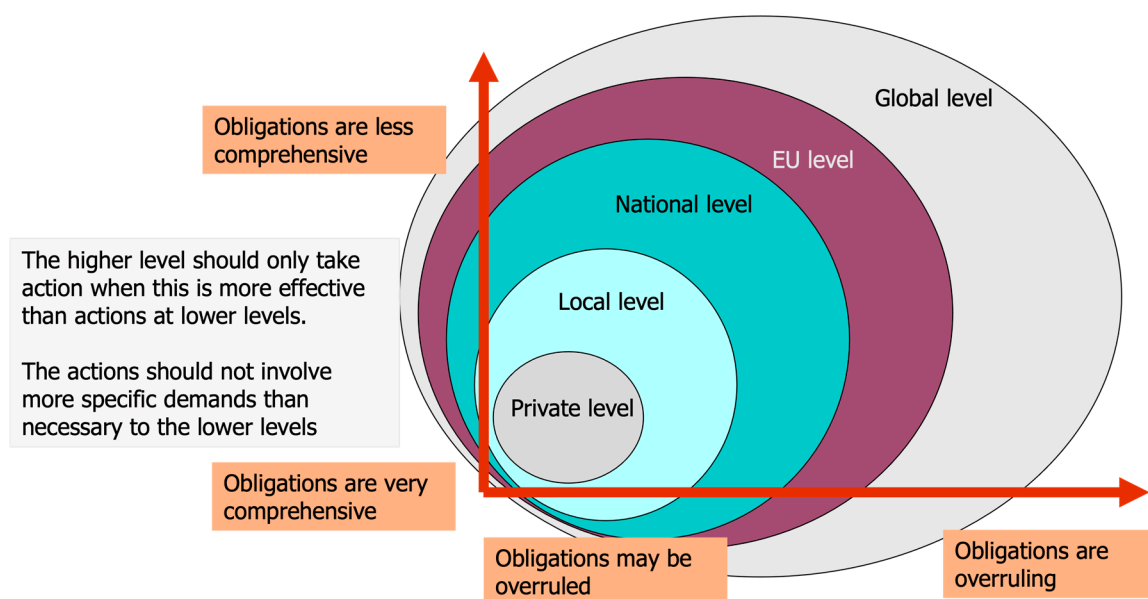 Global level
Obligations are less
comprehensive
EU level
National level
The higher level should only take
action when this is more effective
than actions at lower levels.
Local level
The actions should not involve
more specific demands than
necessary to the lower levels
Private level
Obligations are very
comprehensive
Obligations may be
overruled
Obligations are
overruling